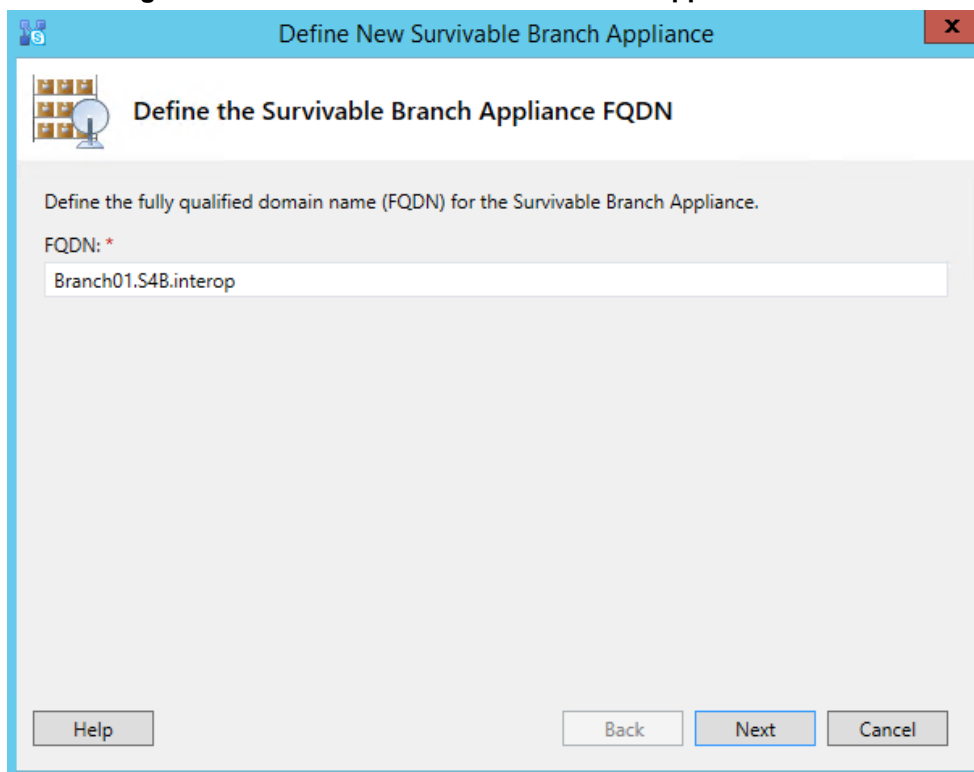 Define New Survivable Branch Appliance
x
Define the Survivable Branch Appliance FQDN
Define the fully qualified domain name (FQDN) for the Survivable Branch Appliance.
FQDN: *
Branch01.S4B.interop
Help
Back
Next
Cancel